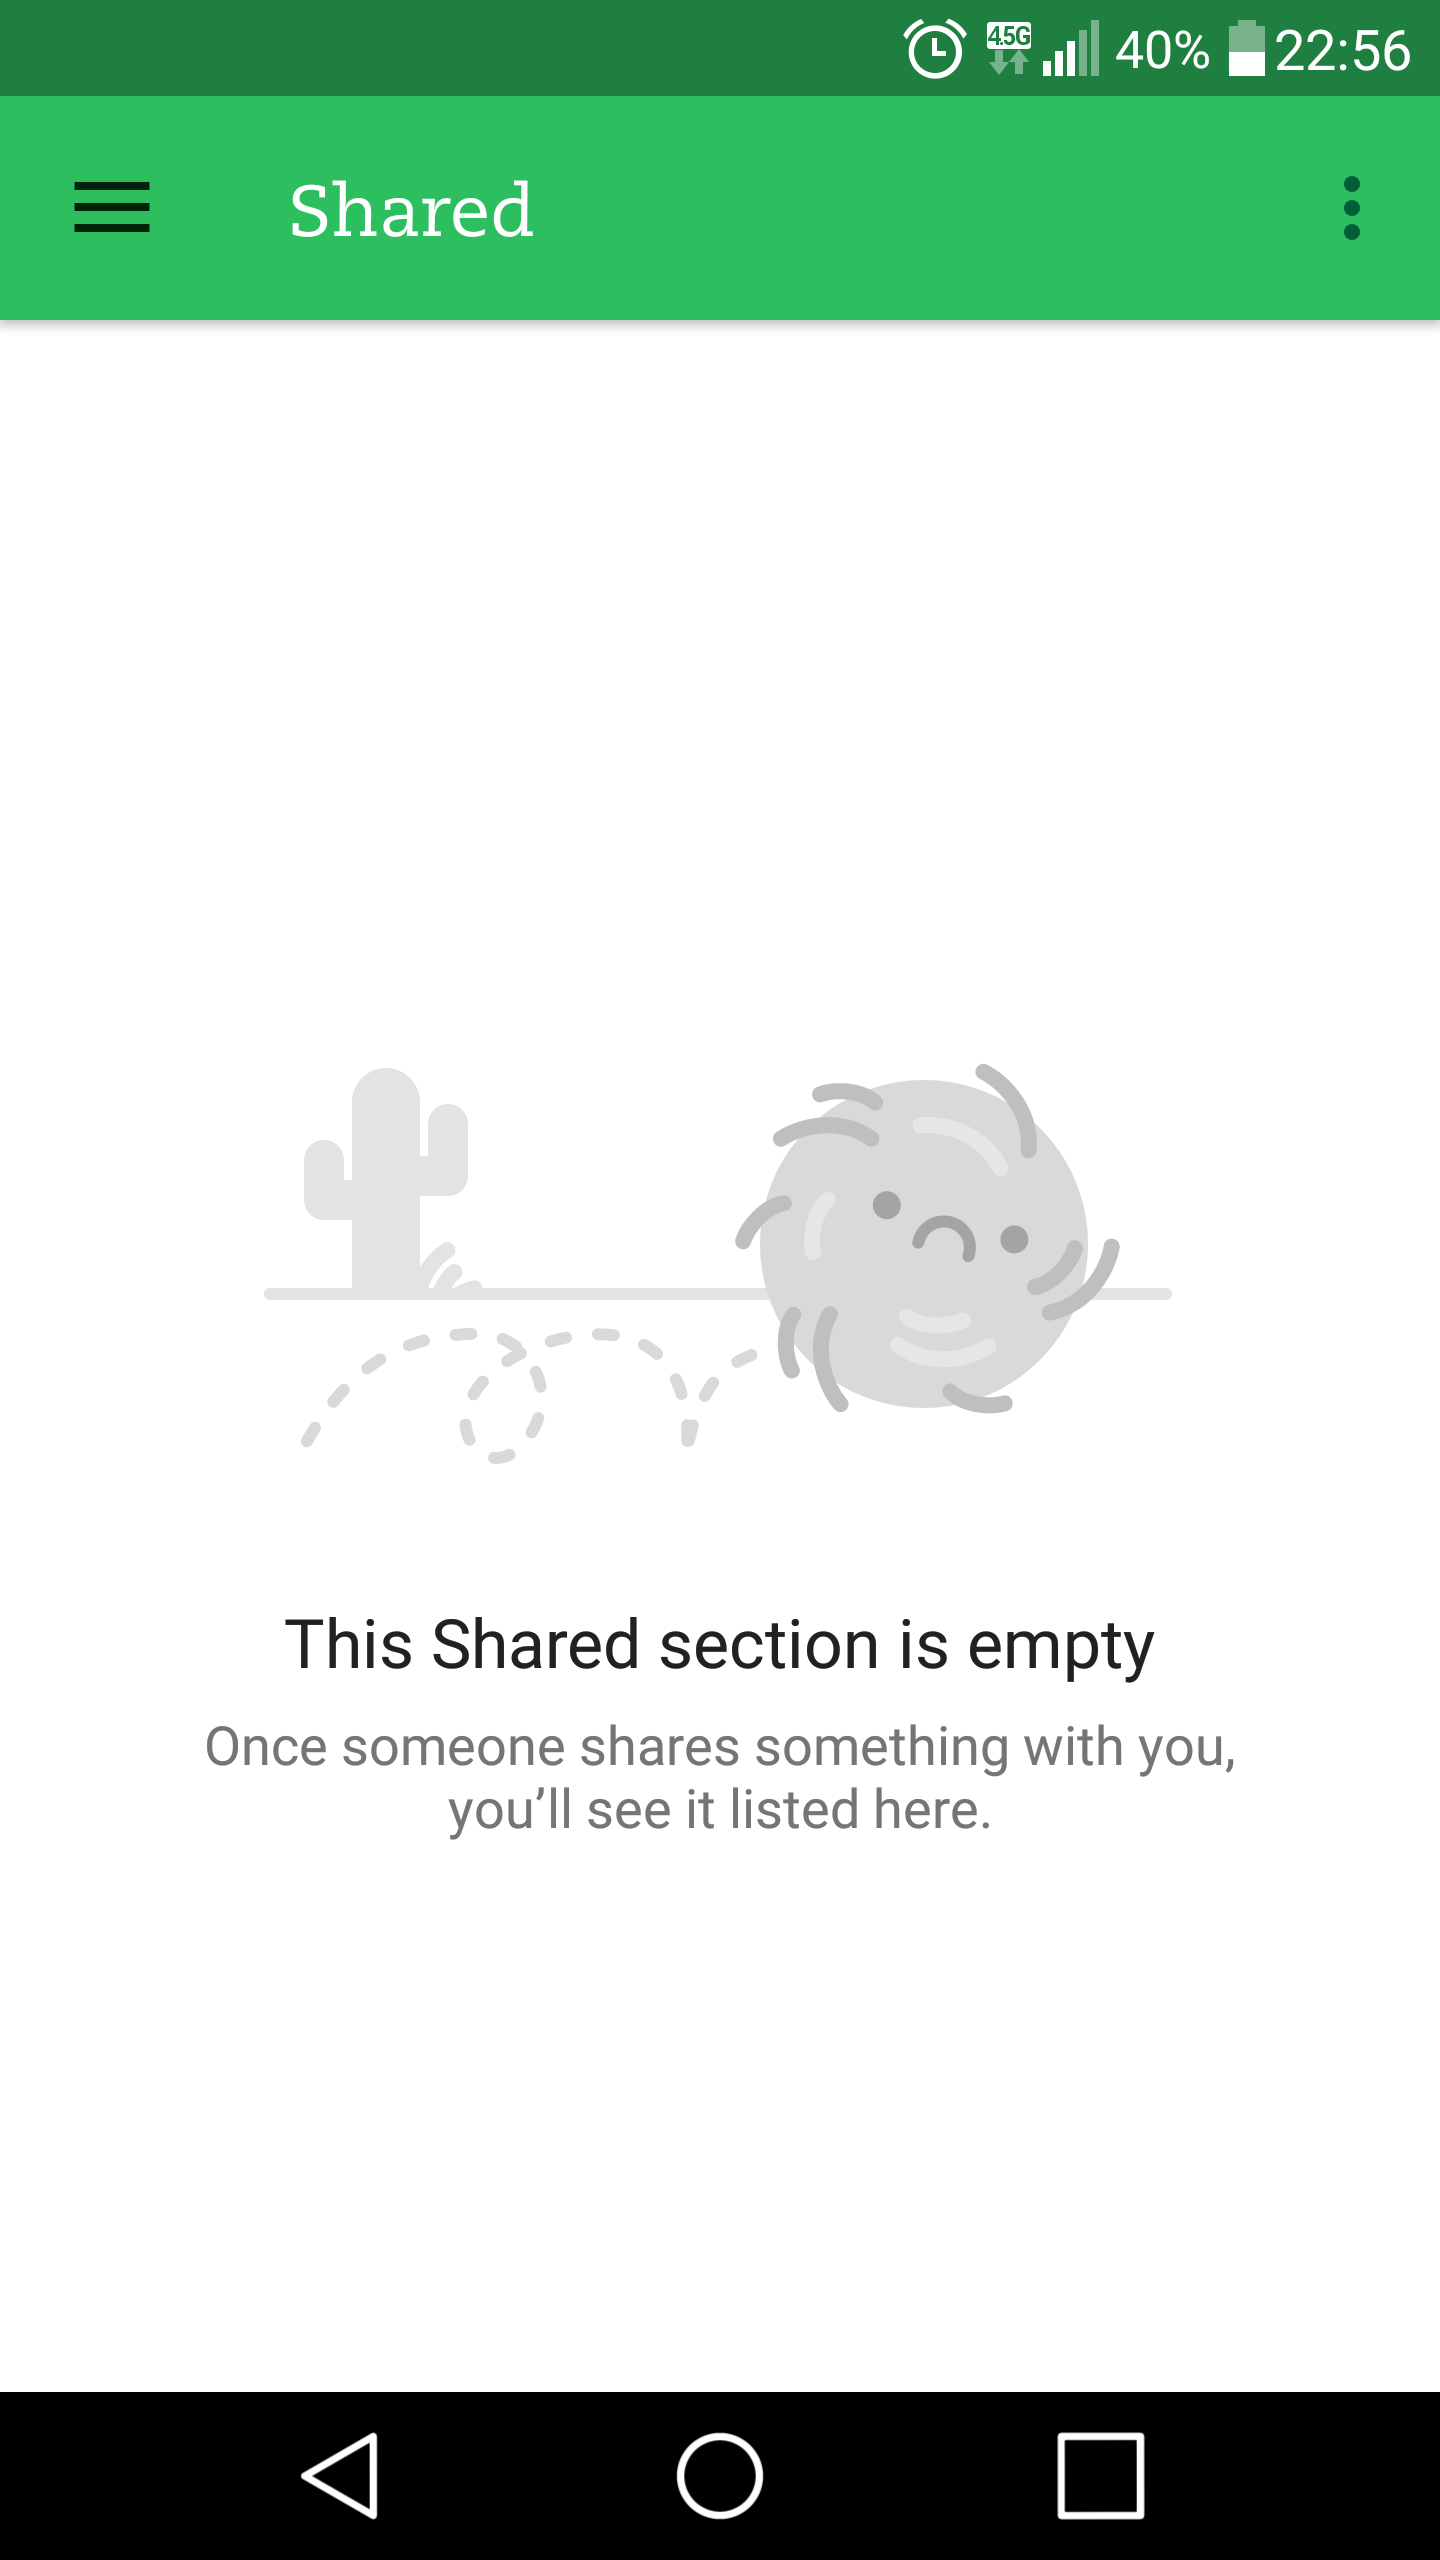 4.5G 40% 22:56
Shared
This Shared section is empty
Once someone shares something with you,
you’ll see it listed here.